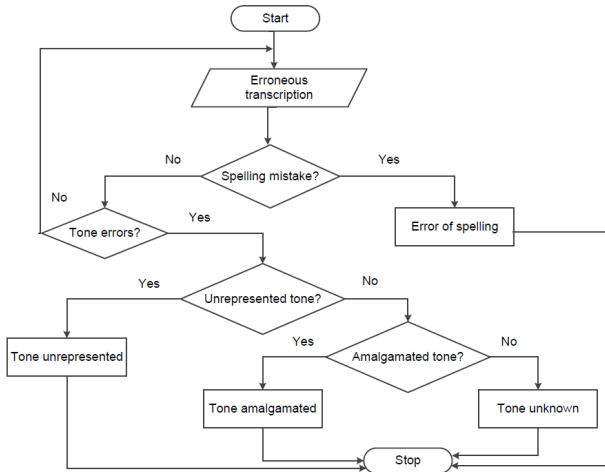 Start
Erroneous
transcription
No
Spelling mistake?
Yes
No
Tone errors?
Yes
Error of spelling
Yes
Unrepresented tone?
No
Tone unrepresented
Yes
Amalgamated tone?
No
Tone amalgamated
Tone unknown
Stop